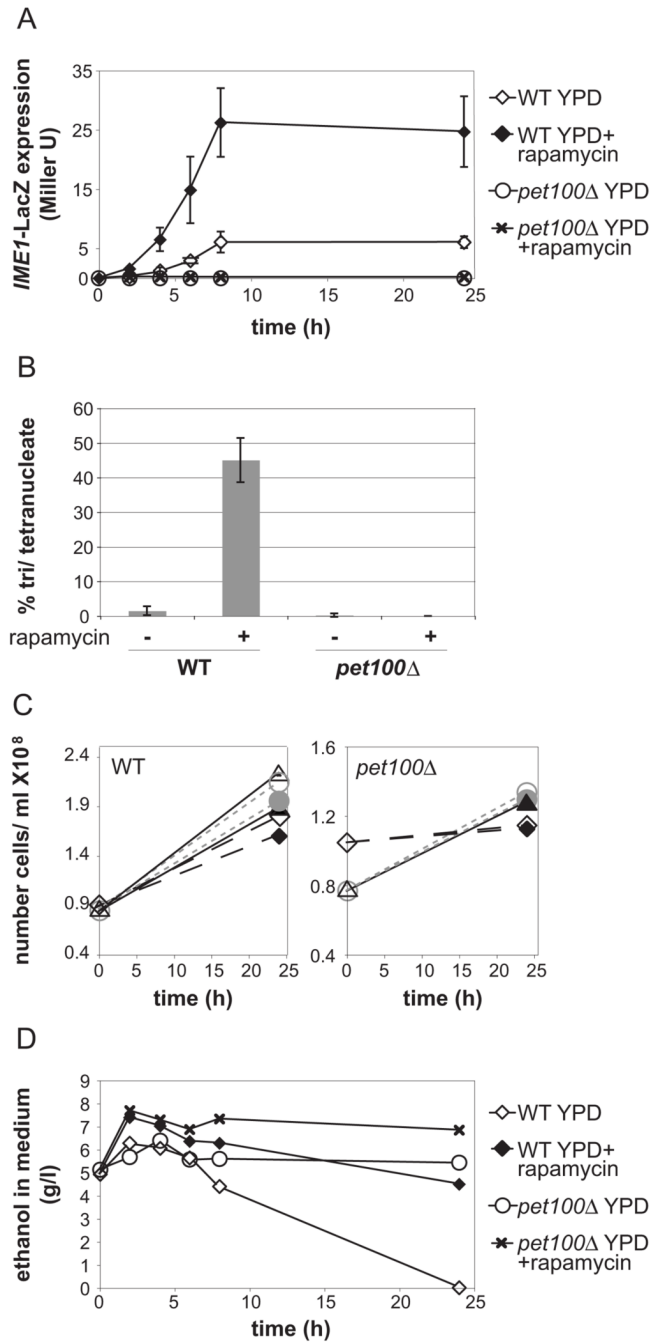 A
IME1-LacZ expression
(Miller U)
35
25
15
5
0
0
5
10
15
20
25
time (h)
WT YPD
WT YPD+
rapamycin
pet100Δ YPD
pet100Δ YPD
+rapamycin
B
% tri/ tetranucleate
60
50
40
30
20
10
0
rapamycin
-
+
-
+
WT
pet100Δ
C
number cells/ ml X10⁸
2.4
1.9
1.4
0.9
0.4
WT
0
5
10
15
20
25
time (h)
1.6
1.2
0.8
0.4
pet100Δ
0
5
10
15
20
25
time (h)
D
ethanol in medium
(g/l)
9
8
7
6
5
4
3
2
1
0
0
5
10
15
20
25
time (h)
WT YPD
WT YPD+
rapamycin
pet100Δ YPD
pet100Δ YPD
+rapamycin